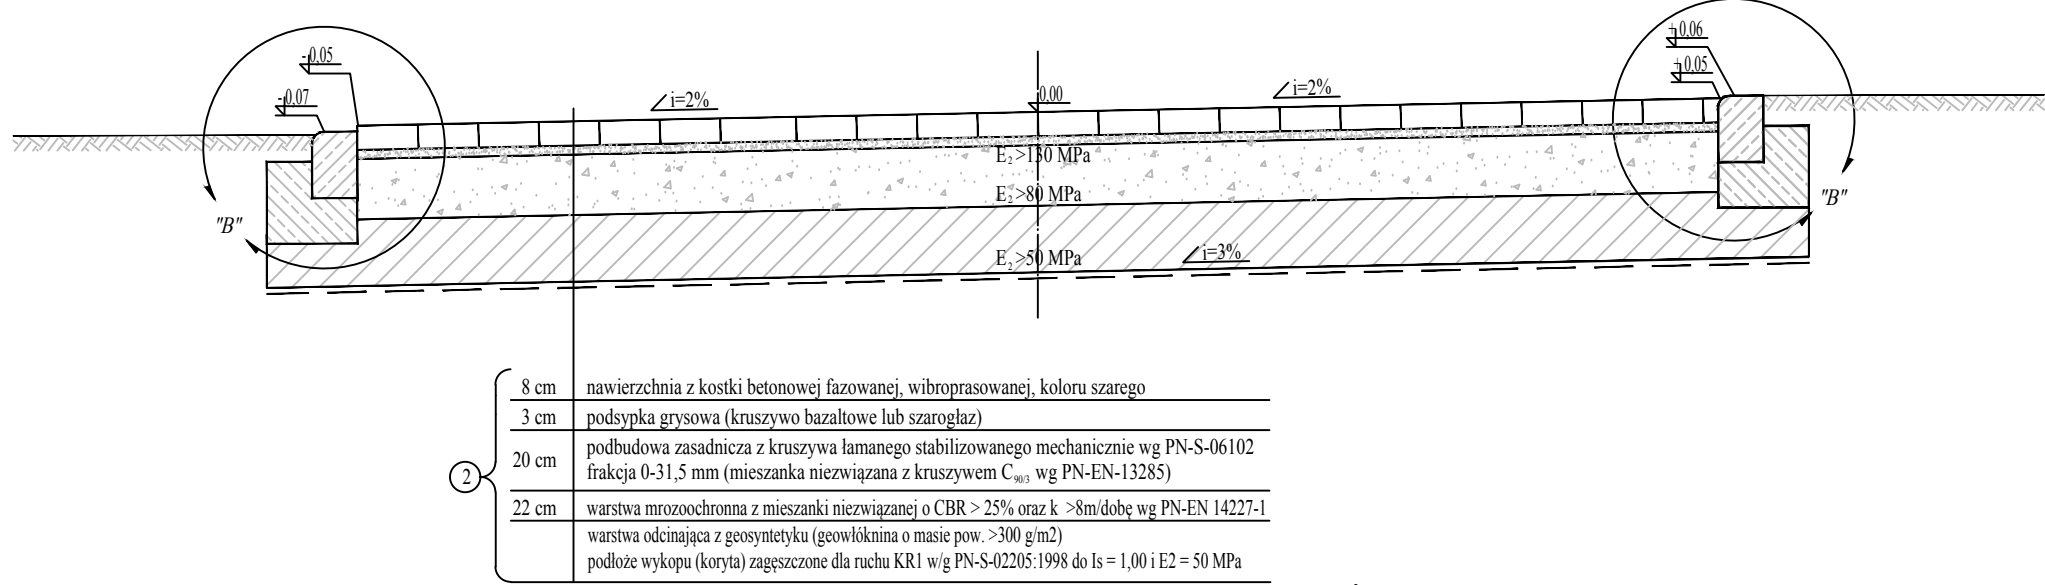 +0,06
-0,05
+0,05
i=2%
i=2%
0,00
-0,07
E₂ >130 MPa
E₂ >80 MPa
"B"
"B"
E₂ >50 MPa
i=3%
8 cm nawierzchnia z kostki betonowej fazowanej, wibroprasowanej, koloru szarego
3 cm podsypka grysowa (kruszywo bazaltowe lub szarogłaz)
20 cm podbudowa zasadnicza z kruszywa łamanego stabilizowanego mechanicznie wg PN-S-06102
frakcja 0-31,5 mm (mieszanka niezwiązana z kruszywem C90/3 wg PN-EN-13285)
2
22 cm warstwa mrozoochronna z mieszanki niezwiązanej o CBR > 25% oraz k >8m/dobę wg PN-EN 14227-1
warstwa odcinająca z geosyntetyku (geowłóknina o masie pow. >300 g/m2)
podłoże wykopu (koryta) zagęszczone dla ruchu KR1 w/g PN-S-02205:1998 do Is = 1,00 i E2 = 50 MPa